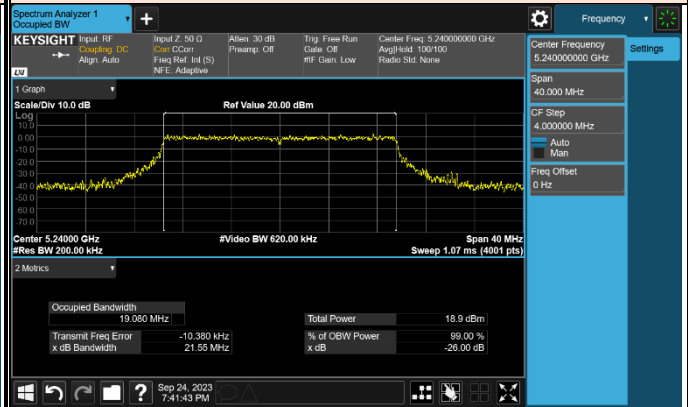 Spectrum Analyzer 1
Occupied BW
Frequency
KEYSIGHT Input: RF Input Z: 50 Ω Atten: 30 dB Trig: Free Run Center Freq: 5.240000000 GHz
Coupling: DC Corr CCorr Preamp: Off Gate: Off Avg|Hold: 100/100
Align: Auto Freq Ref: Int (S) #IF Gain: Low Radio Std: None
NFE: Adaptive
LXI
Center Frequency
5.240000000 GHz
Settings
Span
40.000 MHz
CF Step
4.000000 MHz
Auto
Man
Freq Offset
0 Hz
1 Graph
Scale/Div 10.0 dB Ref Value 20.00 dBm
Log
10.0
0.00
-10.0
-20.0
-30.0
-40.0
-50.0
-60.0
-70.0
Center 5.24000 GHz #Video BW 620.00 kHz Span 40 MHz
#Res BW 200.00 kHz Sweep 1.07 ms (4001 pts)
2 Metrics
Occupied Bandwidth
19.080 MHz Total Power 18.9 dBm
Transmit Freq Error -10.380 kHz % of OBW Power 99.00 %
x dB Bandwidth 21.55 MHz x dB -26.00 dB
Sep 24, 2023
7:41:43 PM